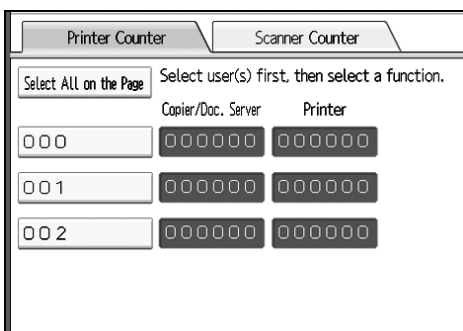 Printer Counter Scanner Counter
Select All on the Page Select user(s) first, then select a function.
Copier/Doc. Server Printer
000 000000 000000
001 000000 000000
002 000000 000000